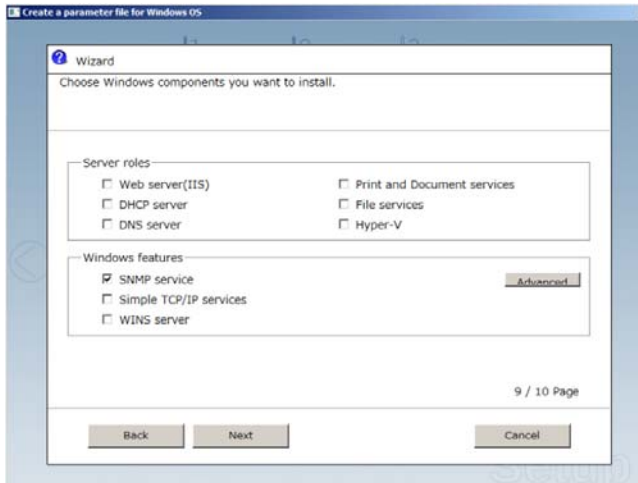 Create a parameter file for Windows OS
Wizard
Choose Windows components you want to install.
Server roles
Web server(IIS)
Print and Document services
DHCP server
File services
DNS server
Hyper-V
Windows features
SNMP service
Advanced
Simple TCP/IP services
WINS server
9 / 10 Page
Back
Next
Cancel
Setup